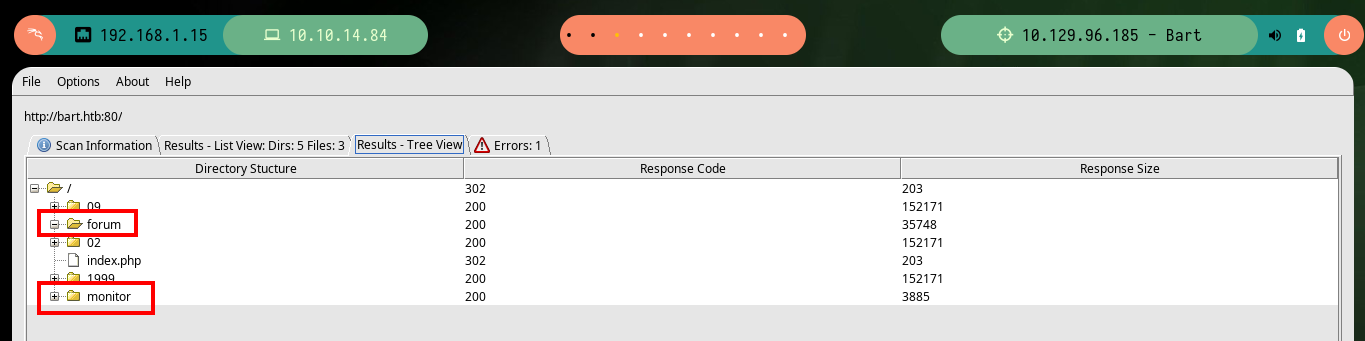 192.168.1.15 10.10.14.84 10.129.96.185 - Bart
File Options About Help
http://bart.htb:80/
Scan Information Results - List View: Dirs: 5 Files: 3 Results - Tree View Errors: 1
Directory Stucture Response Code Response Size
/ 302 203
09 200 152171
forum 200 35748
02 200 152171
index.php 302 203
1999 200 152171
monitor 200 3885